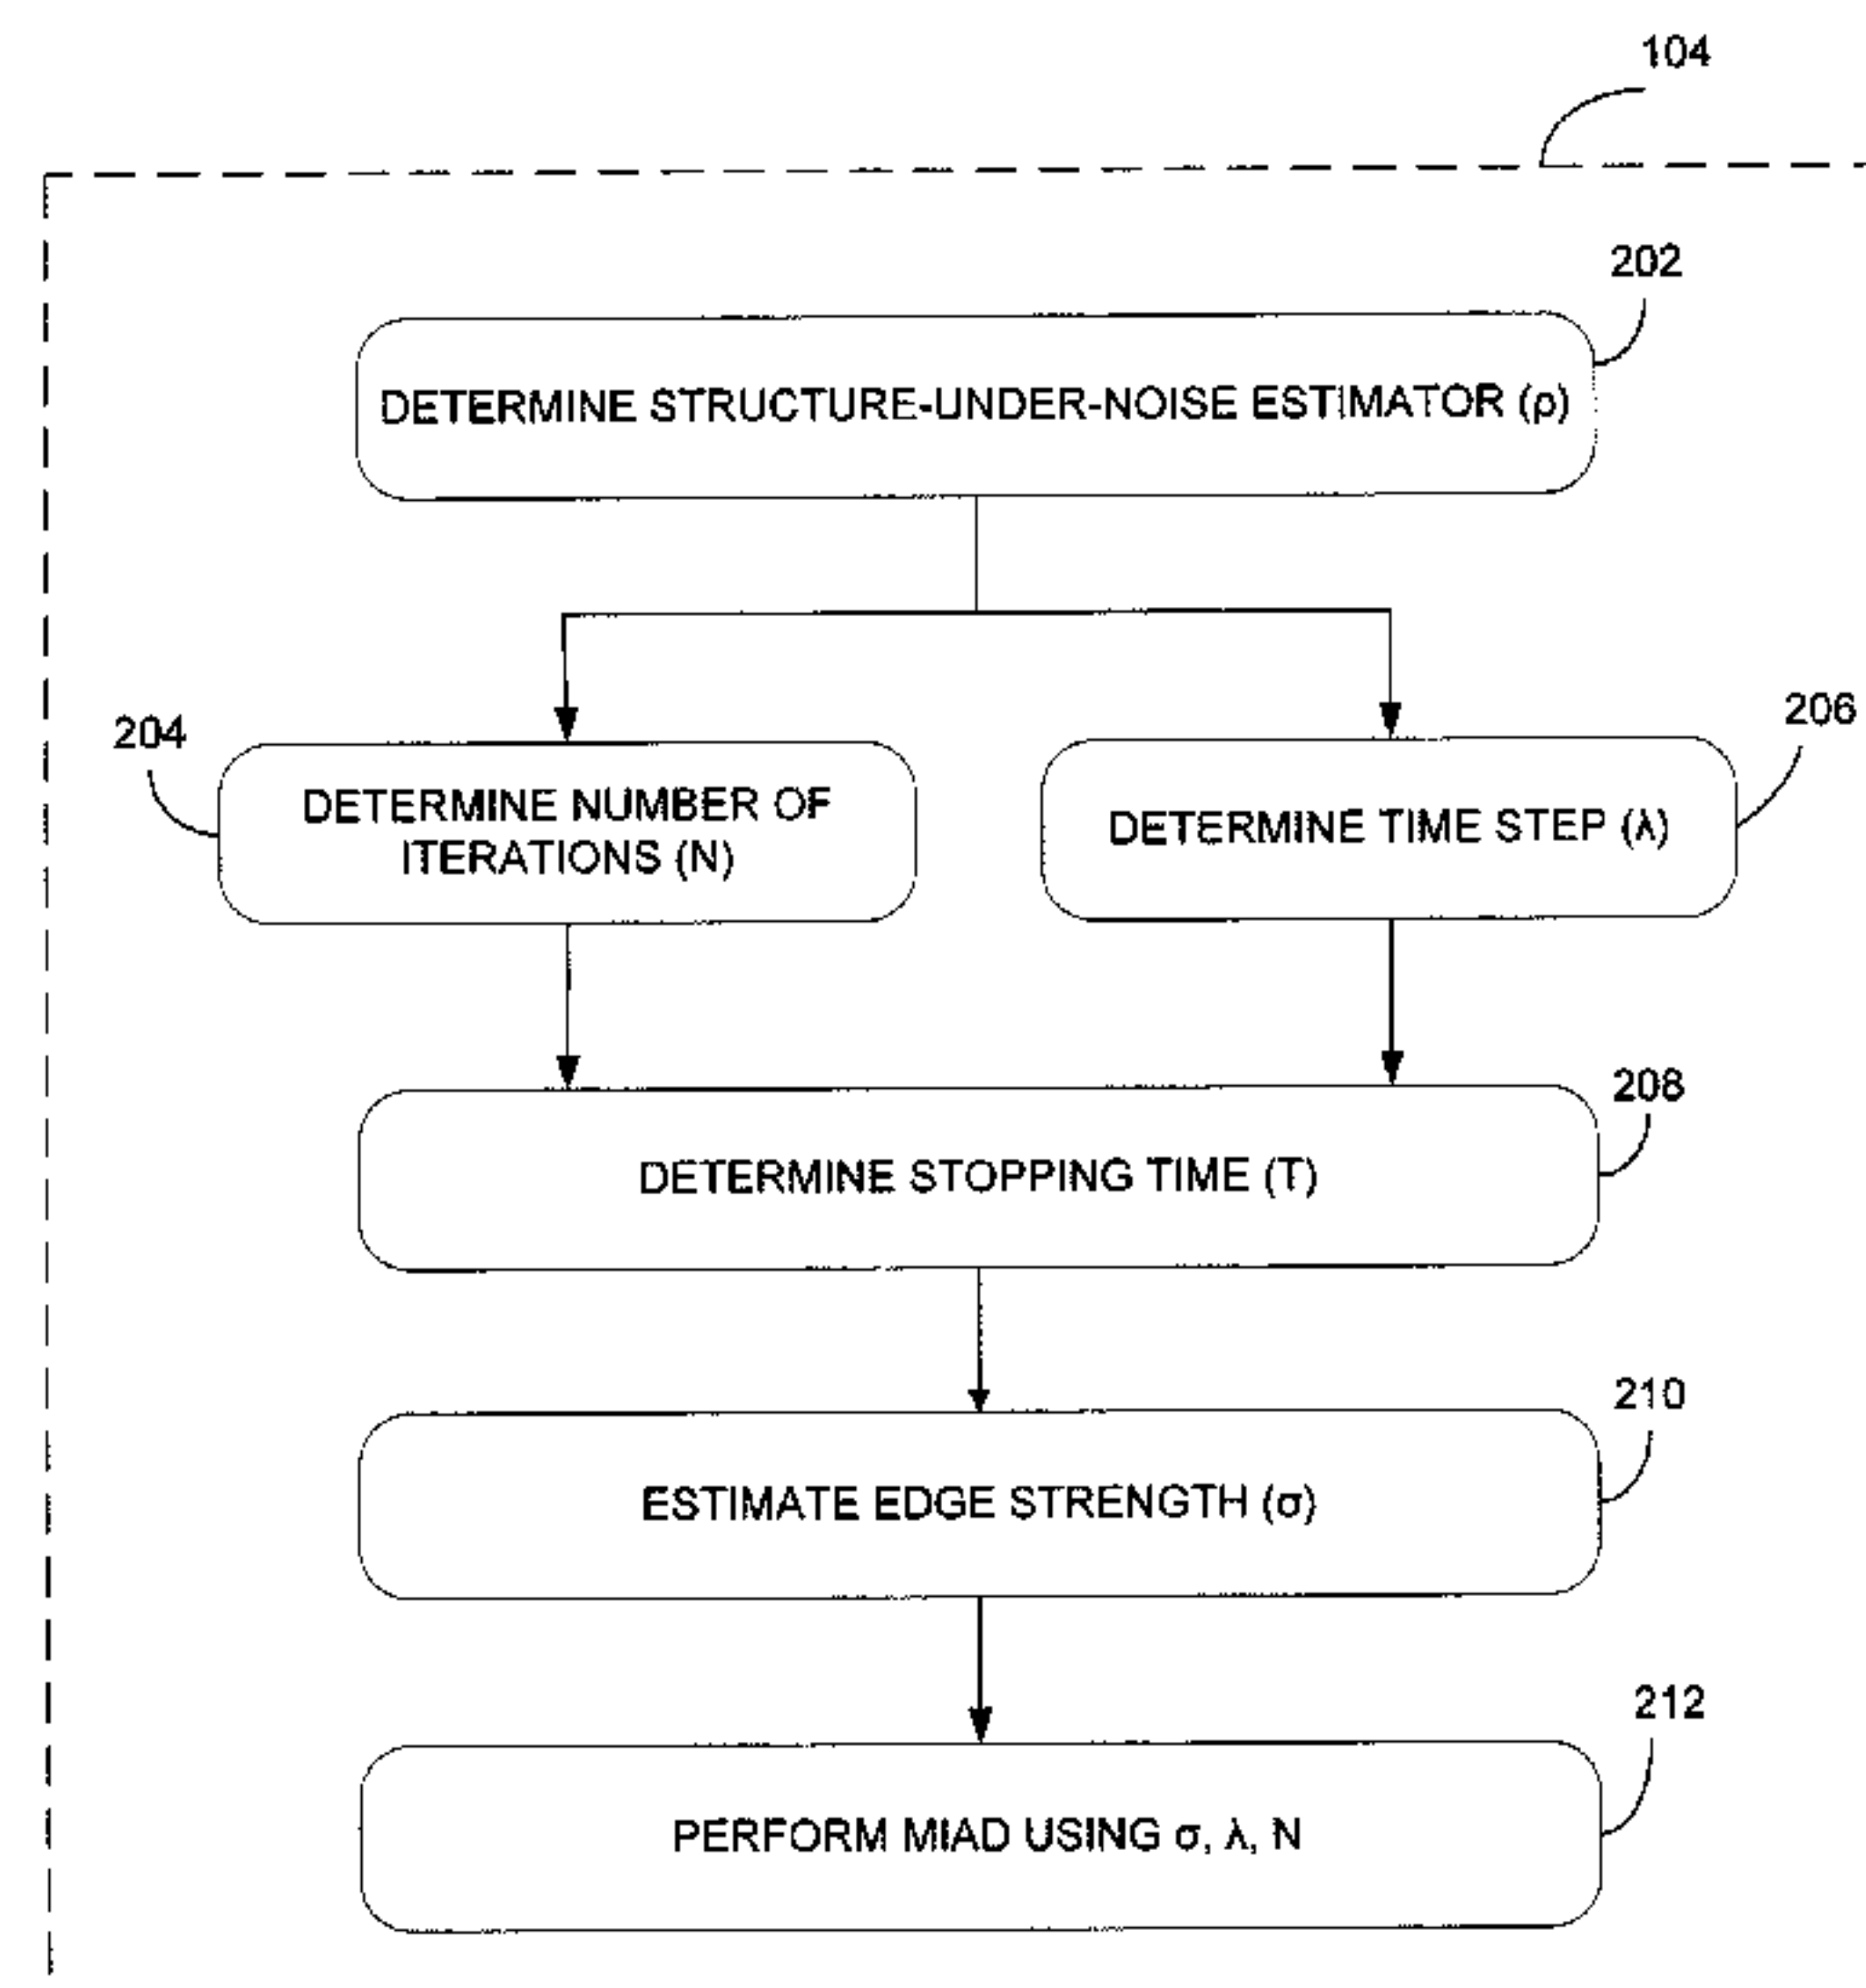 104
202
DETERMINE STRUCTURE-UNDER-NOISE ESTIMATOR (ρ)
204
206
DETERMINE NUMBER OF
ITERATIONS (N)
DETERMINE TIME STEP (λ)
208
DETERMINE STOPPING TIME (T)
210
ESTIMATE EDGE STRENGTH (σ)
212
PERFORM MIAD USING σ, λ, N